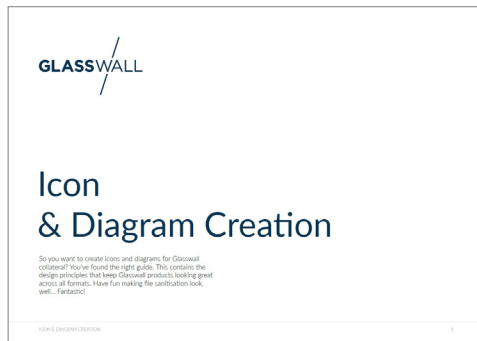 GLASSWALL
Icon
& Diagram Creation
So you want to create icons and diagrams for Glasswall
collateral? You've found the right guide. This contains the
design principles that keep Glasswall products looking great
across all formats. Have fun making file sanitisation look,
well... Fantastic!
ICON & DIAGRAM CREATION